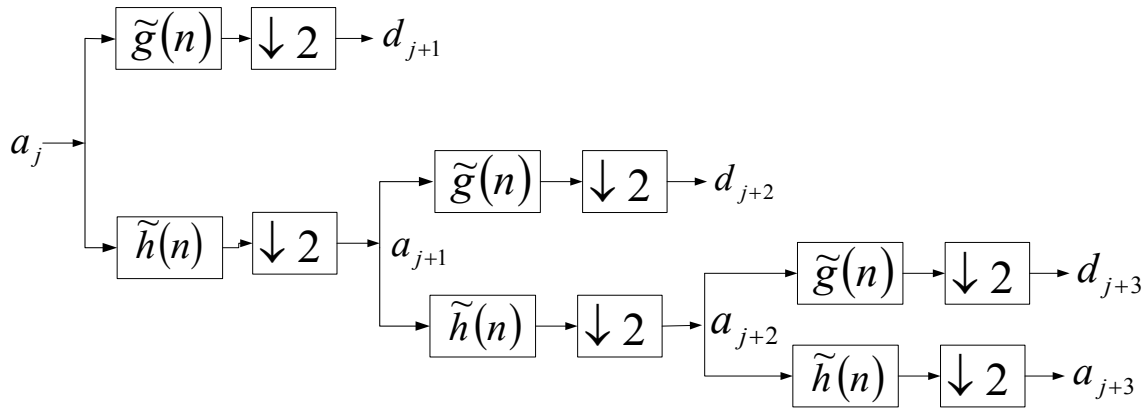 g̃(n) ↓2 d_{j+1}
a_j
g̃(n) ↓2 d_{j+2}
h̃(n) ↓2 a_{j+1}
g̃(n) ↓2 d_{j+3}
h̃(n) ↓2 a_{j+2}
h̃(n) ↓2 a_{j+3}